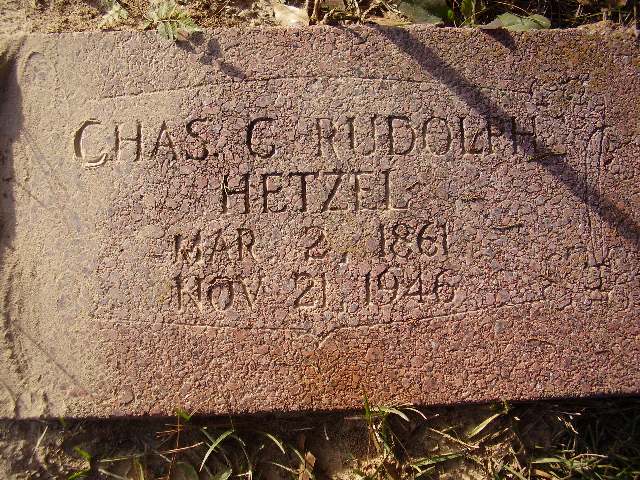 CHAS. G RUDOLPH
HETZEL
MAR 2, 1861
NOV 21, 1946